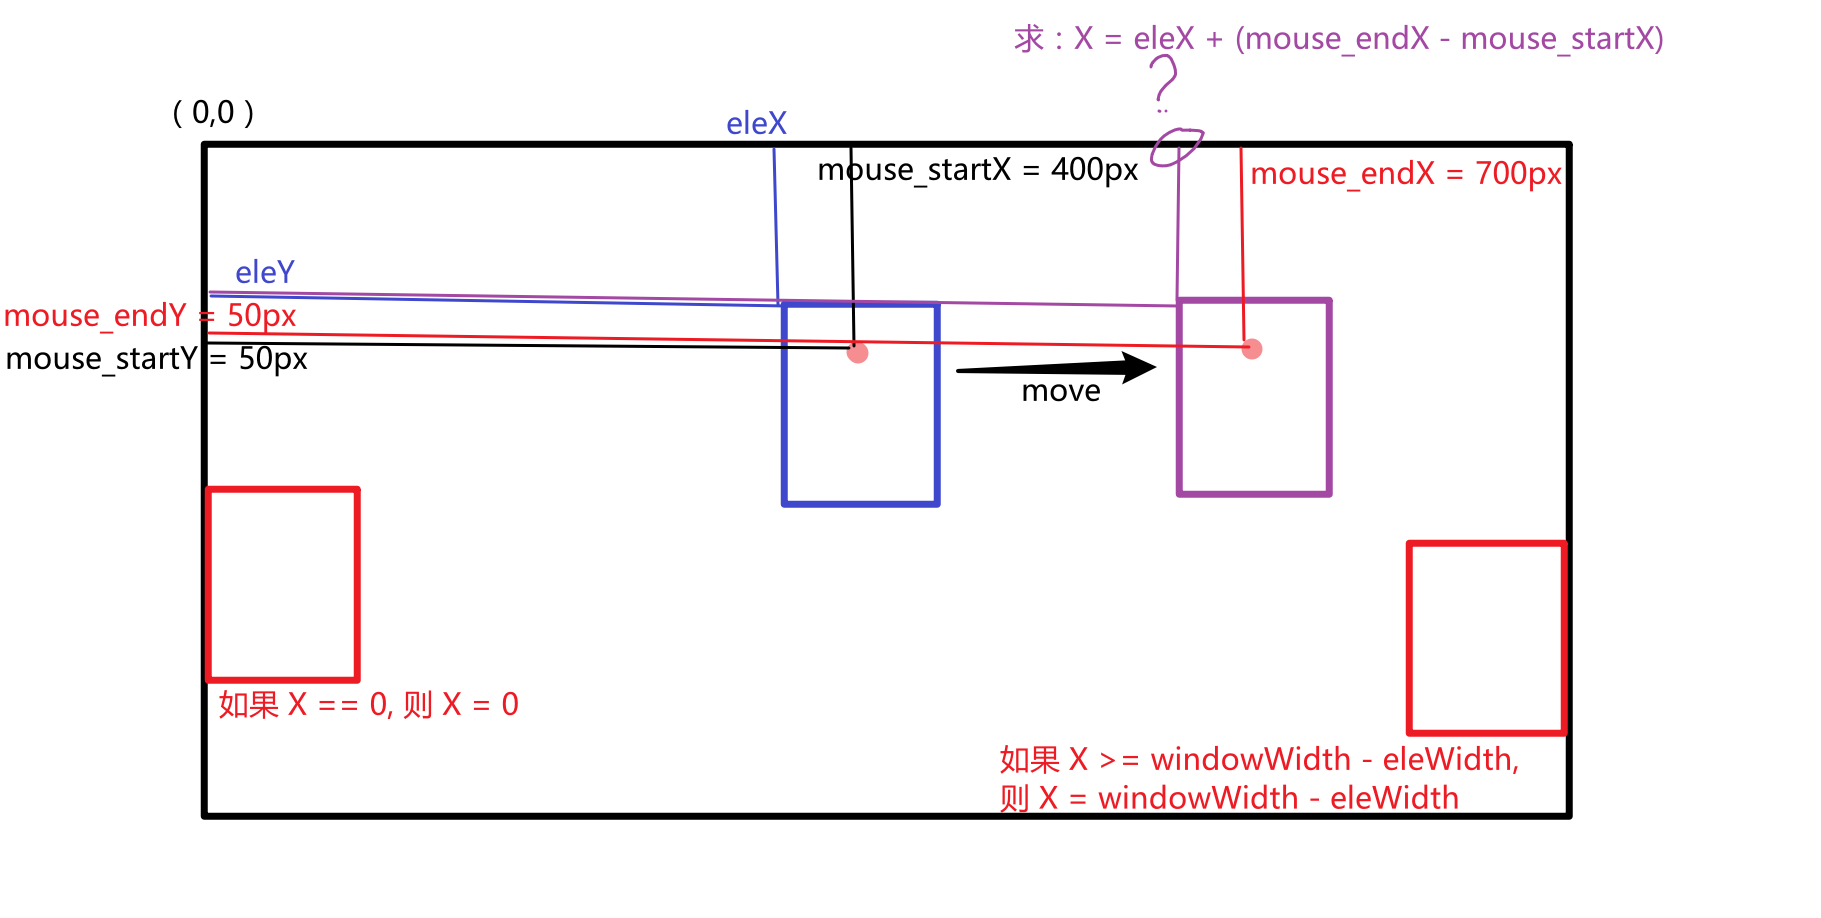 求：X = eleX + (mouse_endX - mouse_startX)
?
( 0,0 )
eleX
mouse_startX = 400px
mouse_endX = 700px
eleY
mouse_endY = 50px
mouse_startY = 50px
move
如果 X == 0, 则 X = 0
如果 X >= windowWidth - eleWidth,
则 X = windowWidth - eleWidth